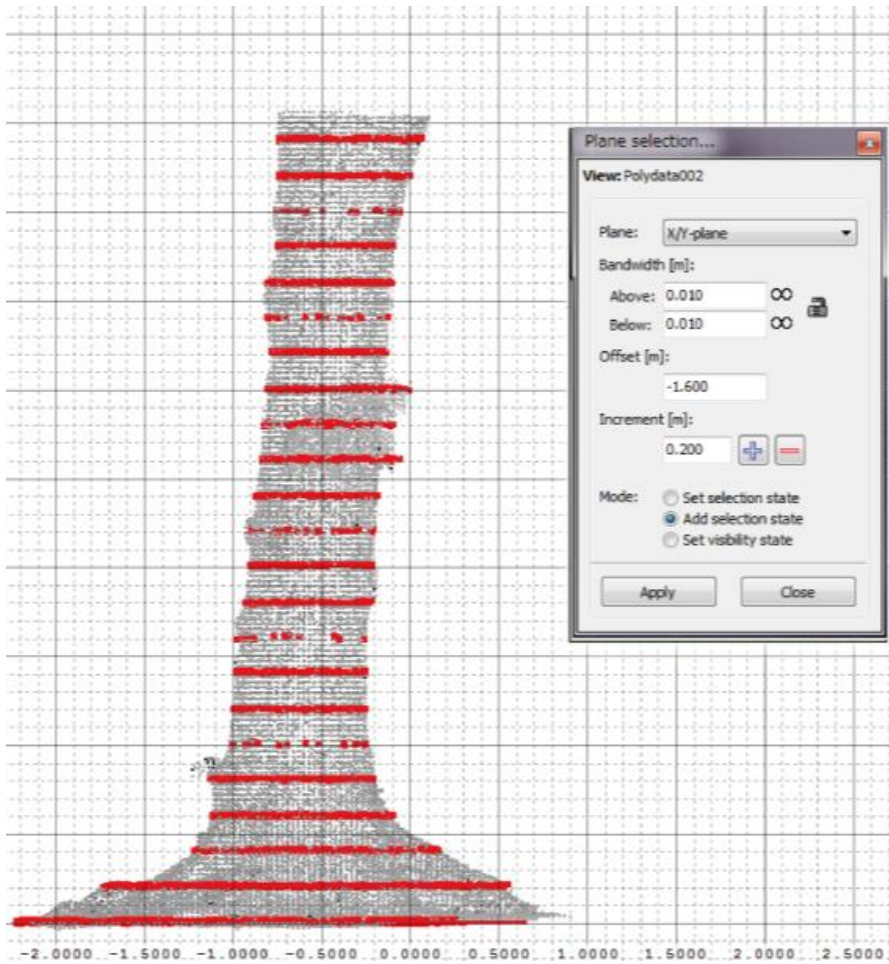 Plane selection...
View: Polydata002
Plane: X/Y-plane
Bandwidth [m]:
Above: 0.010 ∞
Below: 0.010 ∞
Offset [m]:
-1.600
Increment [m]:
0.200
Mode: Set selection state
Add selection state
Set visibility state
Apply Close
-2.0000 -1.5000 -1.0000 -0.5000 0.0000 0.5000 1.0000 1.5000 2.0000 2.5000